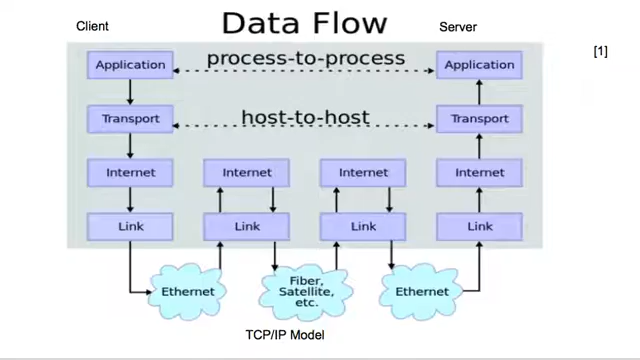 Data Flow
Client
Server
[1]
process-to-process
Application
Application
host-to-host
Transport
Transport
Internet
Internet
Internet
Internet
Link
Link
Link
Link
Ethernet
Fiber,
Satellite,
etc.
Ethernet
TCP/IP Model